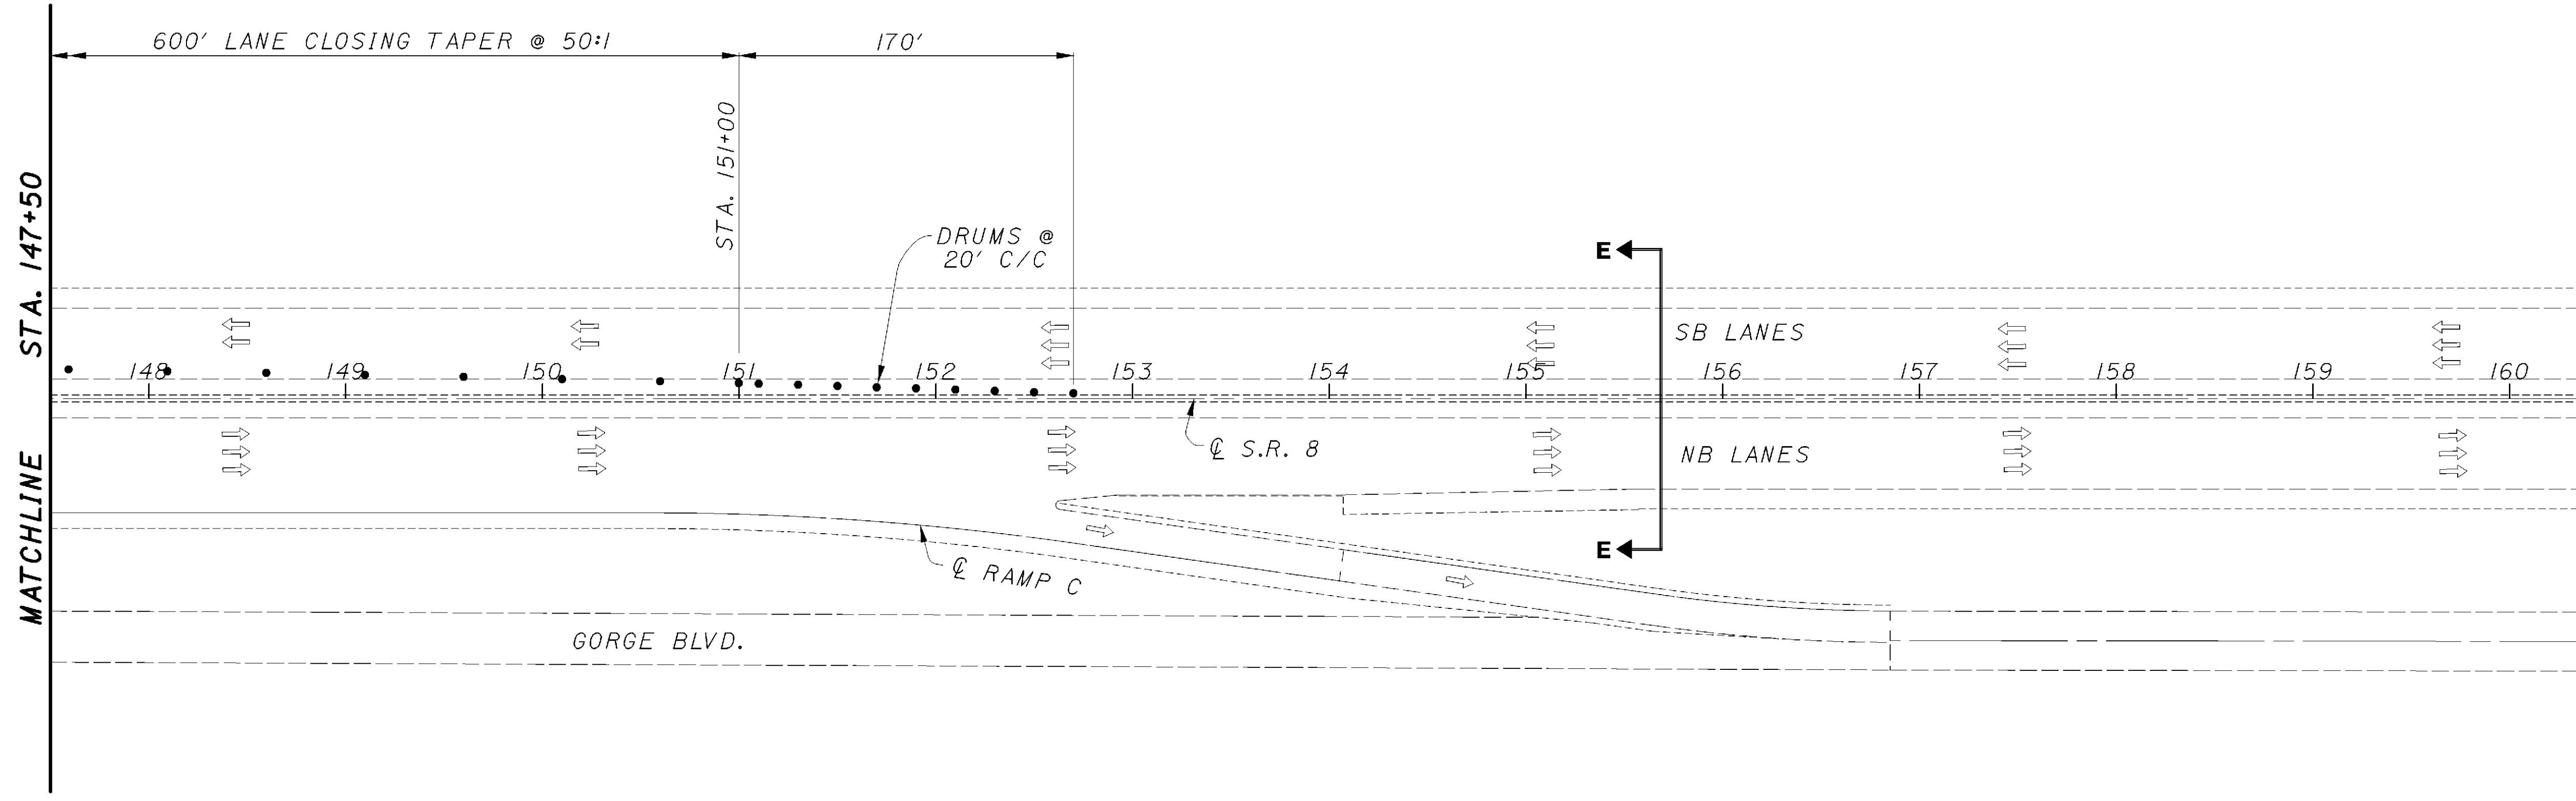 600' LANE CLOSING TAPER @ 50:1
170'
STA. 151+00
MATCHLINE STA. 147+50
DRUMS @
20' C/C
E
SB LANES
148 149 150 151 152 153 154 155 156 157 158 159 160
℄ S.R. 8
NB LANES
E
℄ RAMP C
GORGE BLVD.